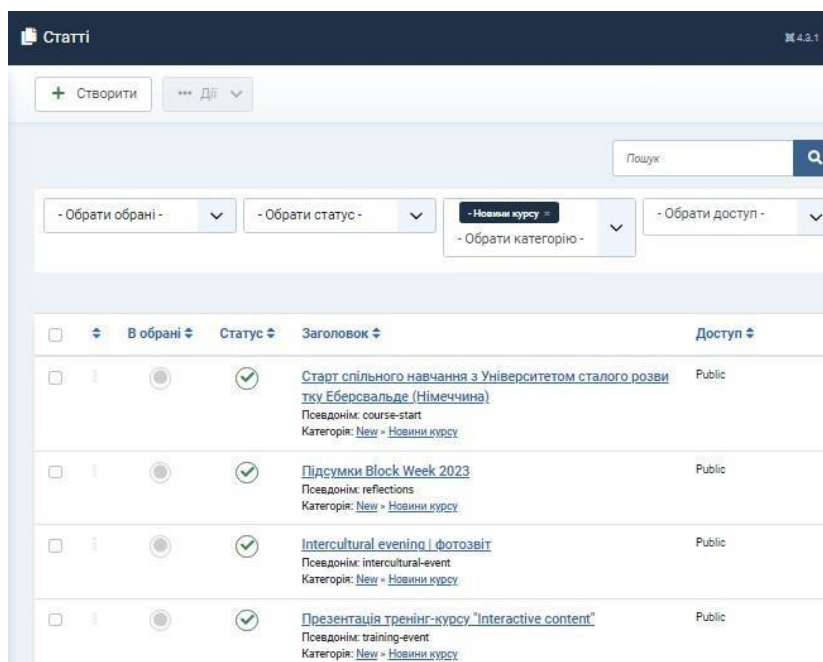 Статті 4.3.1
+ Створити ••• Дії
Пошук
- Обрати обрані - - Обрати статус - - Новини курсу × - Обрати доступ -
- Обрати категорію -
В обрані Статус Заголовок Доступ
Старт спільного навчання з Університетом сталого розви Public
тку Еберсвальде (Німеччина)
Псевдонім: course-start
Категорія: New » Новини курсу
Підсумки Block Week 2023 Public
Псевдонім: reflections
Категорія: New » Новини курсу
Intercultural evening | фотозвіт Public
Псевдонім: intercultural-event
Категорія: New » Новини курсу
Презентація тренінг-курсу "Interactive content" Public
Псевдонім: training-event
Категорія: New » Новини курсу